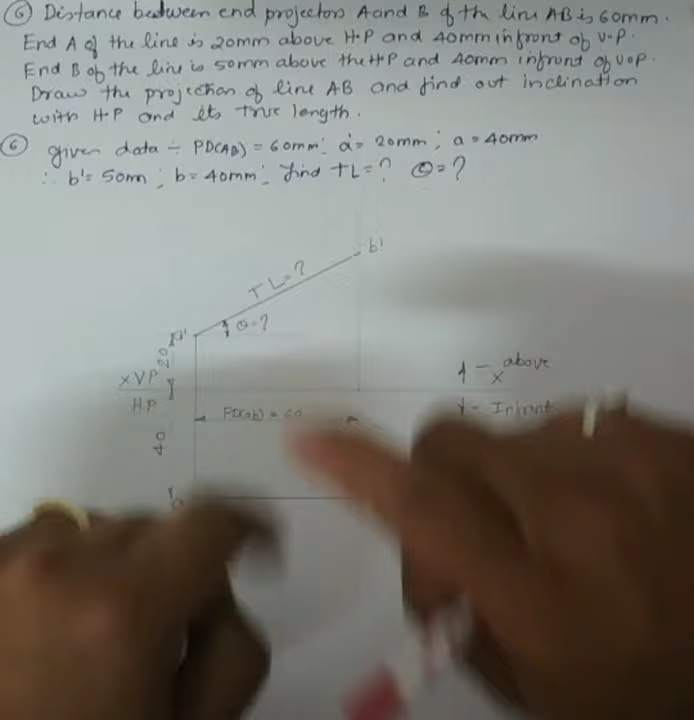 ⑥ Distance between end projectors A and B of the line AB is 60mm.
End A of the line is 20mm above H.P and 40mm infront of V.P.
End B of the line is 50mm above the HP and 40mm infront of V.P.
Draw the projection of line AB and find out inclination
with H.P and its true length.
⑥ given data ÷ PD(AB) = 60mm; a' = 20mm; a = 40mm
∴ b' = 50mm; b = 40mm; find TL = ? θ = ?
b'
TL = ?
θ = ?
a'
20
above
X VP
HP
Infront
PD(ab) = 60
40
a